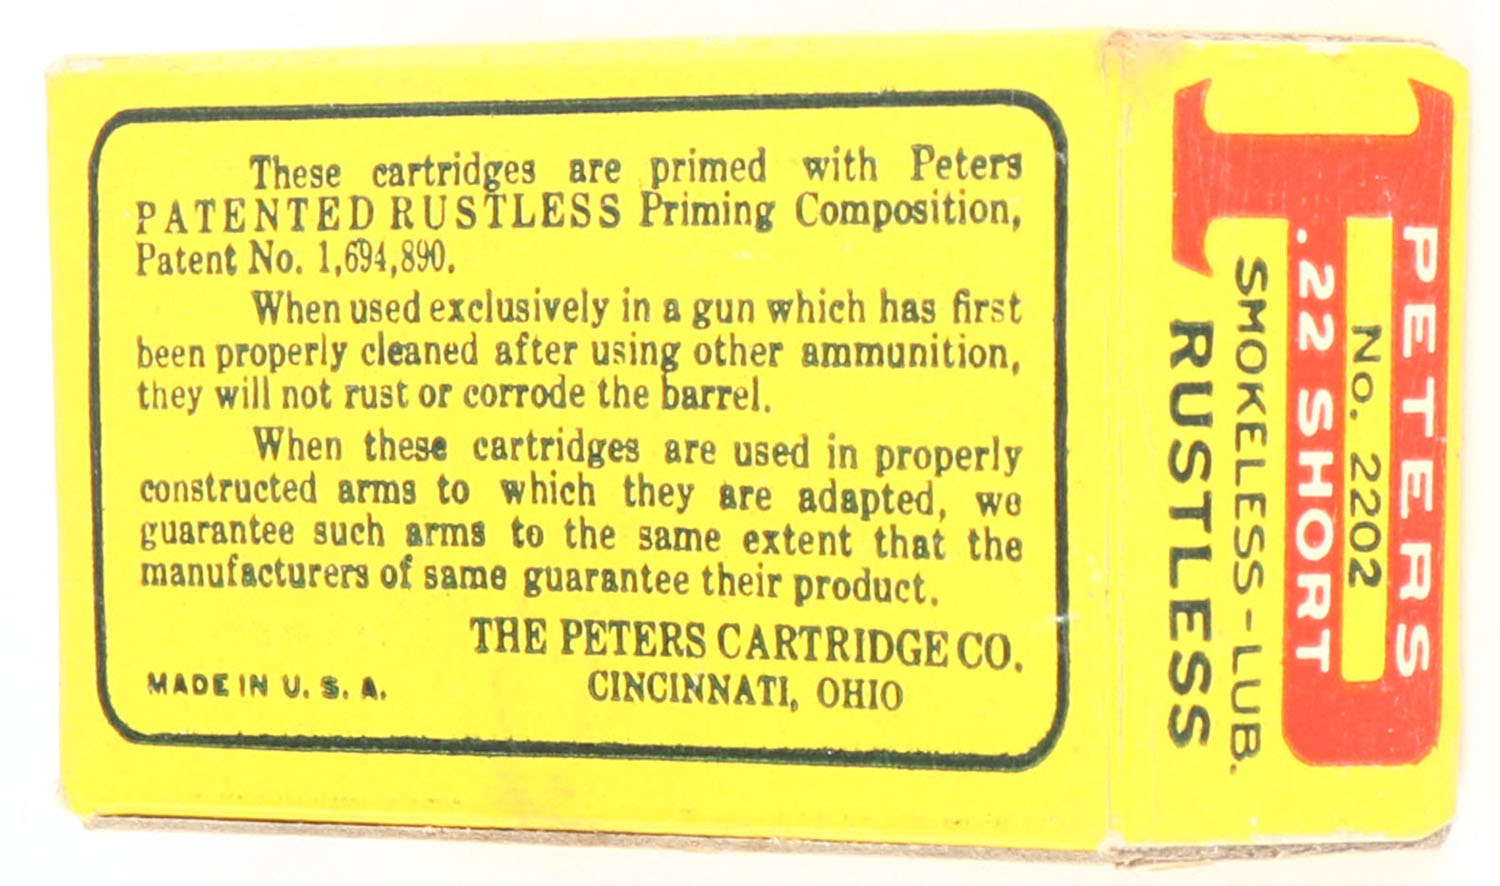 These cartridges are primed with Peters
PATENTED RUSTLESS Priming Composition,
Patent No. 1,694,890.
When used exclusively in a gun which has first
been properly cleaned after using other ammunition,
they will not rust or corrode the barrel.
When these cartridges are used in properly
constructed arms to which they are adapted, we
guarantee such arms to the same extent that the
manufacturers of same guarantee their product.
THE PETERS CARTRIDGE CO.
CINCINNATI, OHIO
MADE IN U. S. A.
PETERS
No. 2202
.22 SHORT
SMOKELESS-LUB.
RUSTLESS